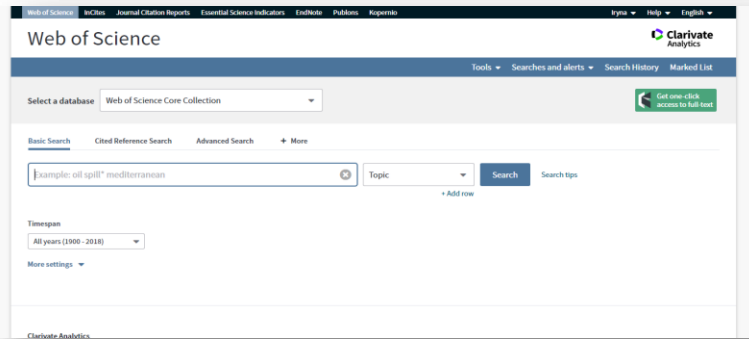 Web of Science InCites Journal Citation Reports Essential Science Indicators EndNote Publons Kopernio Iryna Help English
Web of Science
Clarivate
Analytics
Tools Searches and alerts Search History Marked List
Select a database Web of Science Core Collection
Get one-click
access to full-text
Basic Search Cited Reference Search Advanced Search + More
Example: oil spill* mediterranean Topic Search Search tips
+ Add row
Timespan
All years (1900 - 2018)
More settings
Clarivate Analytics